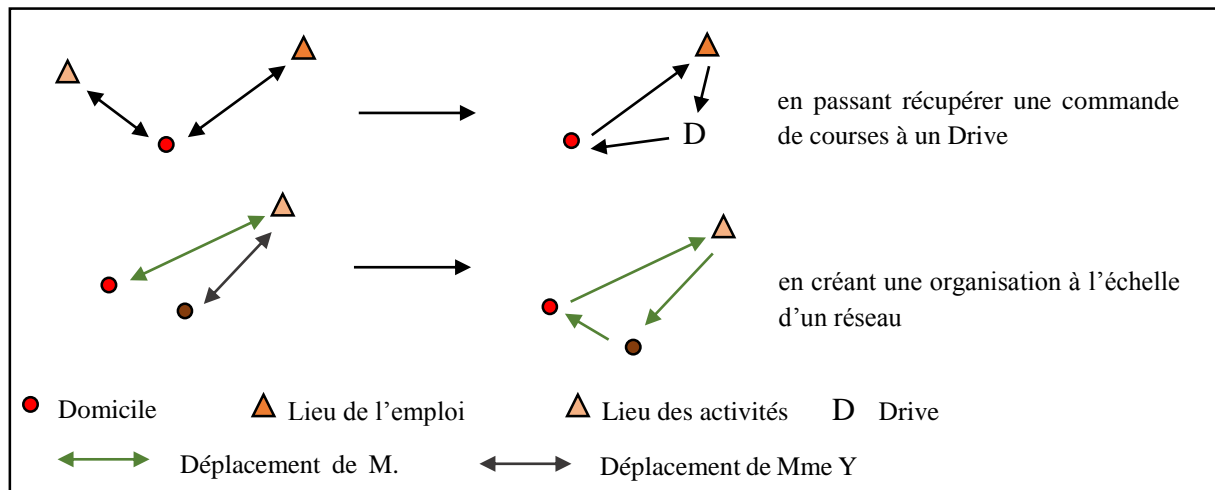 en passant récupérer une commande
de courses à un Drive
D
en créant une organisation à l'échelle
d'un réseau
Domicile
Lieu de l'emploi
Lieu des activités
D Drive
Déplacement de M.
Déplacement de Mme Y